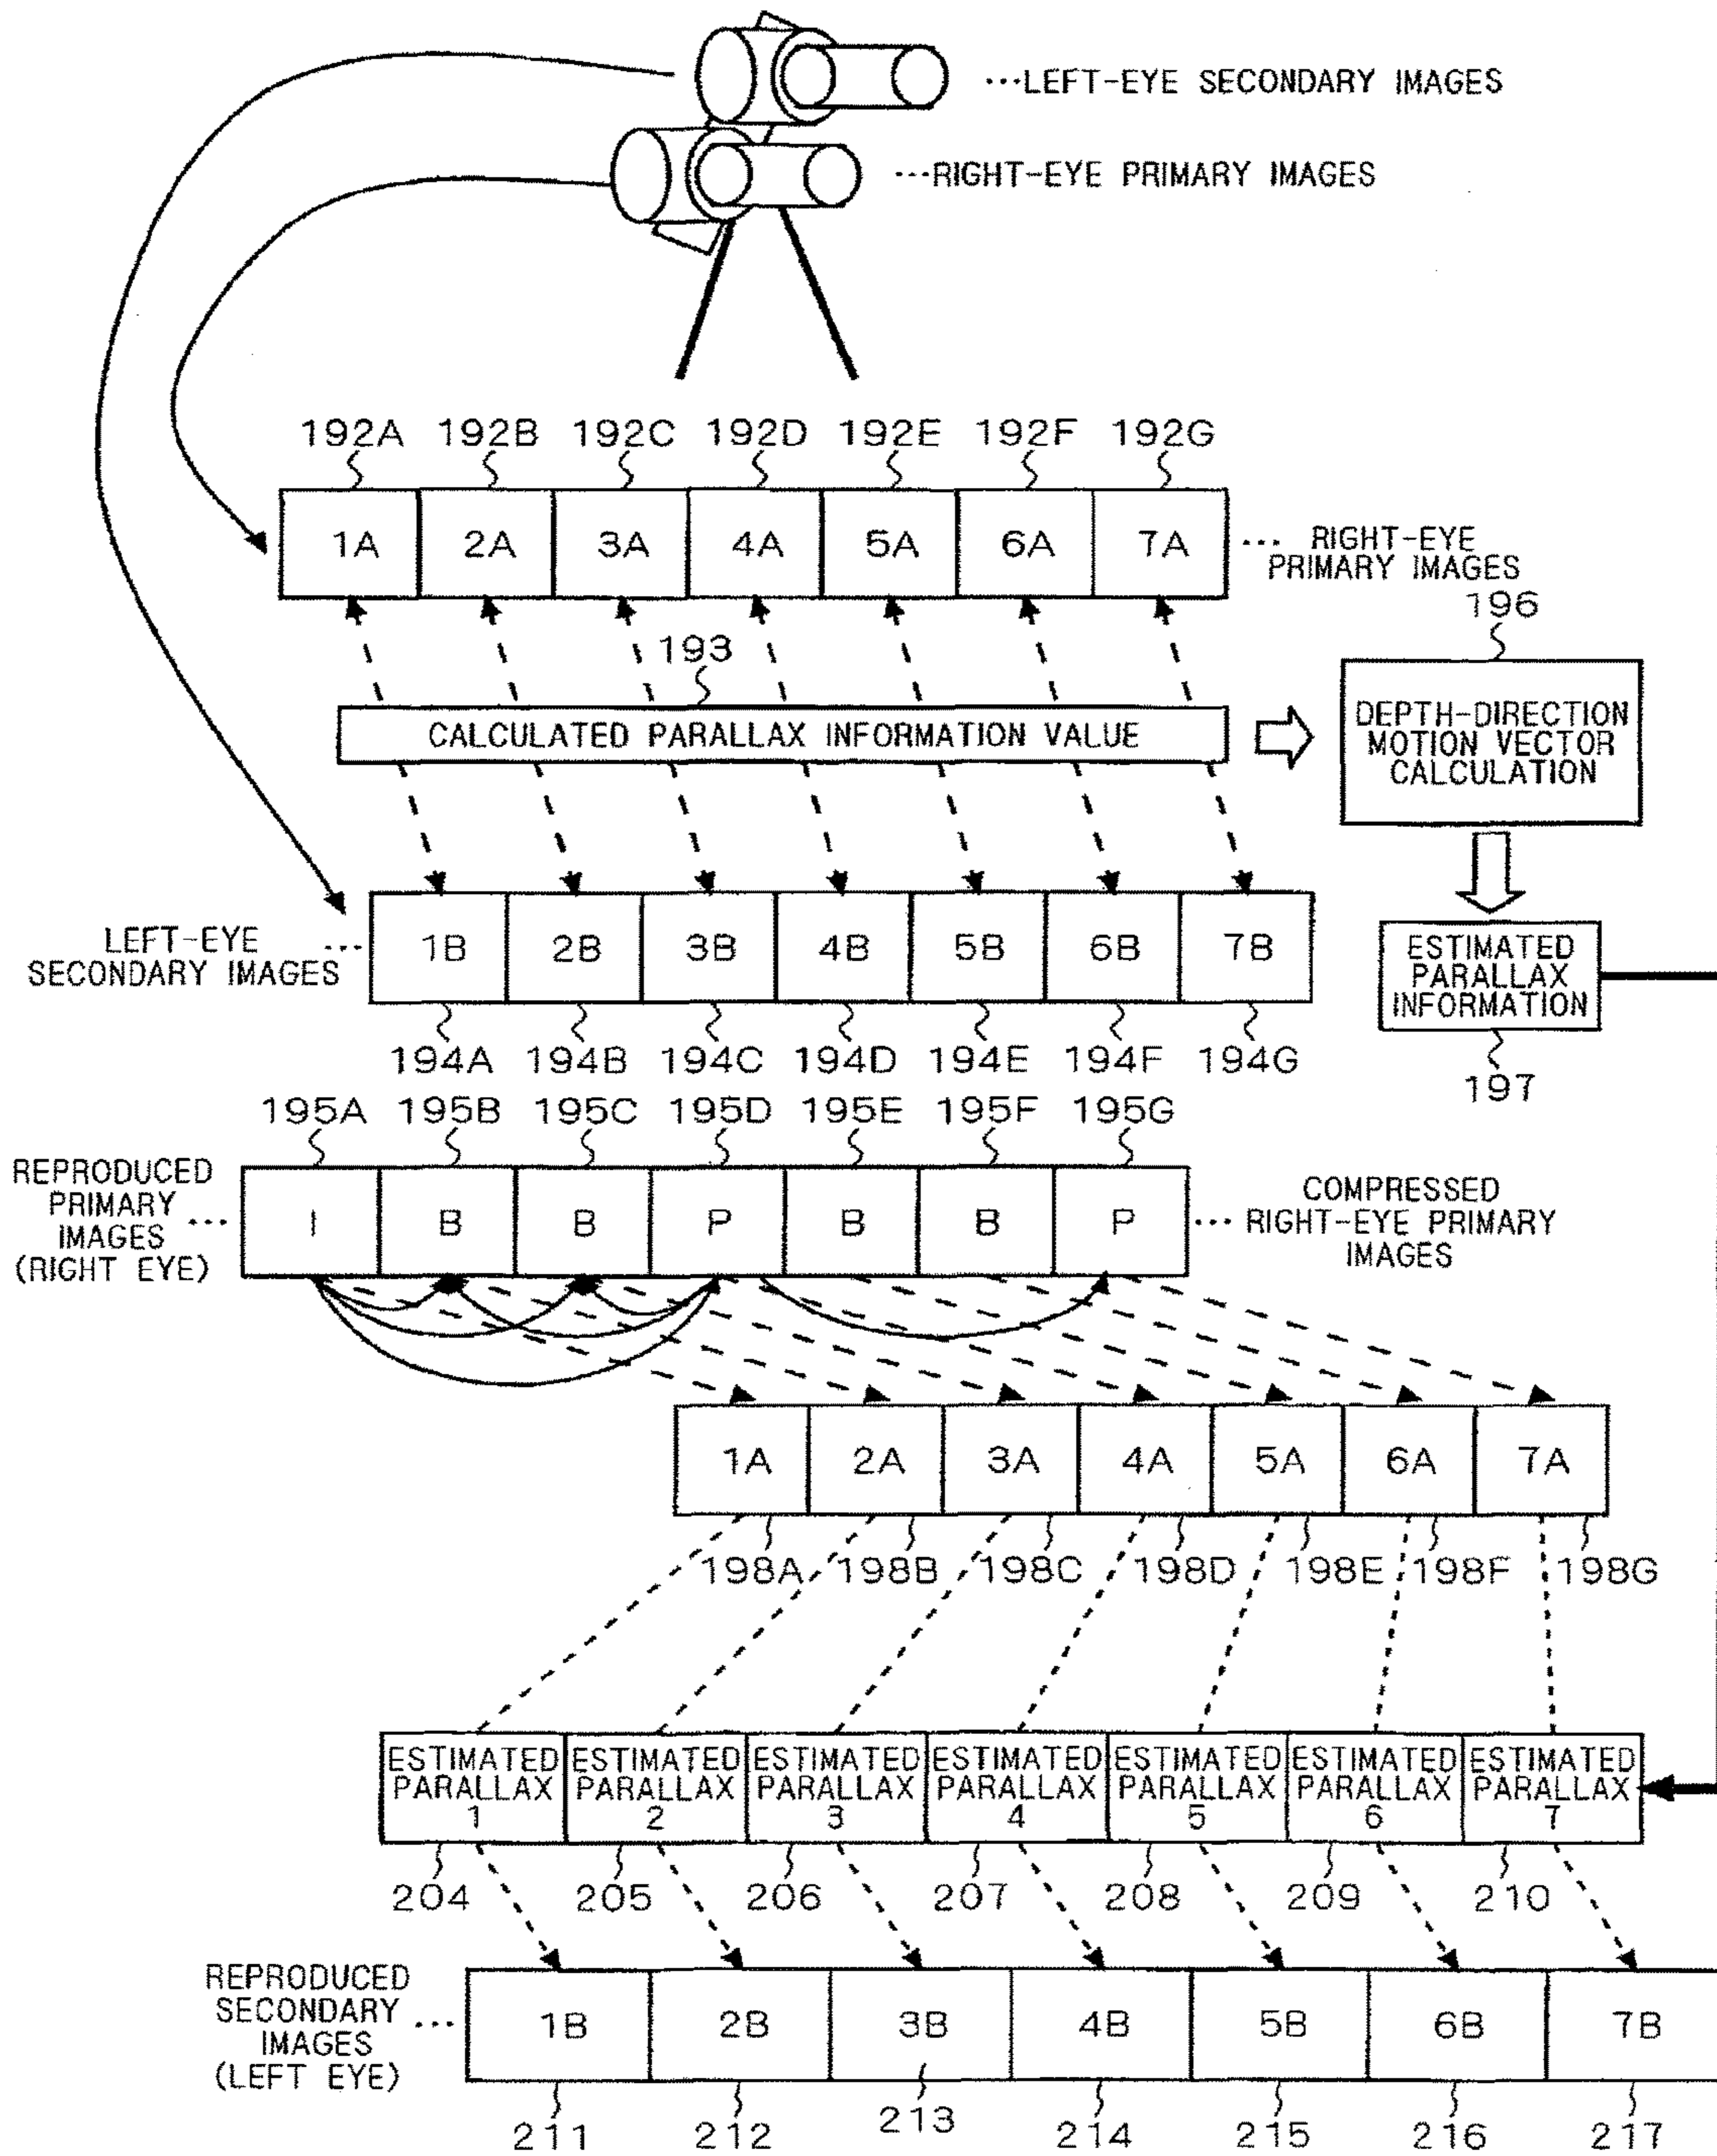 …LEFT-EYE SECONDARY IMAGES
…RIGHT-EYE PRIMARY IMAGES
192A 192B 192C 192D 192E 192F 192G
1A 2A 3A 4A 5A 6A 7A
… RIGHT-EYE
PRIMARY IMAGES
193
196
CALCULATED PARALLAX INFORMATION VALUE
DEPTH-DIRECTION
MOTION VECTOR
CALCULATION
LEFT-EYE …
SECONDARY IMAGES
1B 2B 3B 4B 5B 6B 7B
ESTIMATED
PARALLAX
INFORMATION
194A 194B 194C 194D 194E 194F 194G
197
195A 195B 195C 195D 195E 195F 195G
REPRODUCED
PRIMARY
IMAGES …
(RIGHT EYE)
I B B P B B P
COMPRESSED
… RIGHT-EYE PRIMARY
IMAGES
1A 2A 3A 4A 5A 6A 7A
198A 198B 198C 198D 198E 198F 198G
ESTIMATED PARALLAX 1
ESTIMATED PARALLAX 2
ESTIMATED PARALLAX 3
ESTIMATED PARALLAX 4
ESTIMATED PARALLAX 5
ESTIMATED PARALLAX 6
ESTIMATED PARALLAX 7
204 205 206 207 208 209 210
REPRODUCED
SECONDARY …
IMAGES
(LEFT EYE)
1B 2B 3B 4B 5B 6B 7B
211 212 213 214 215 216 217